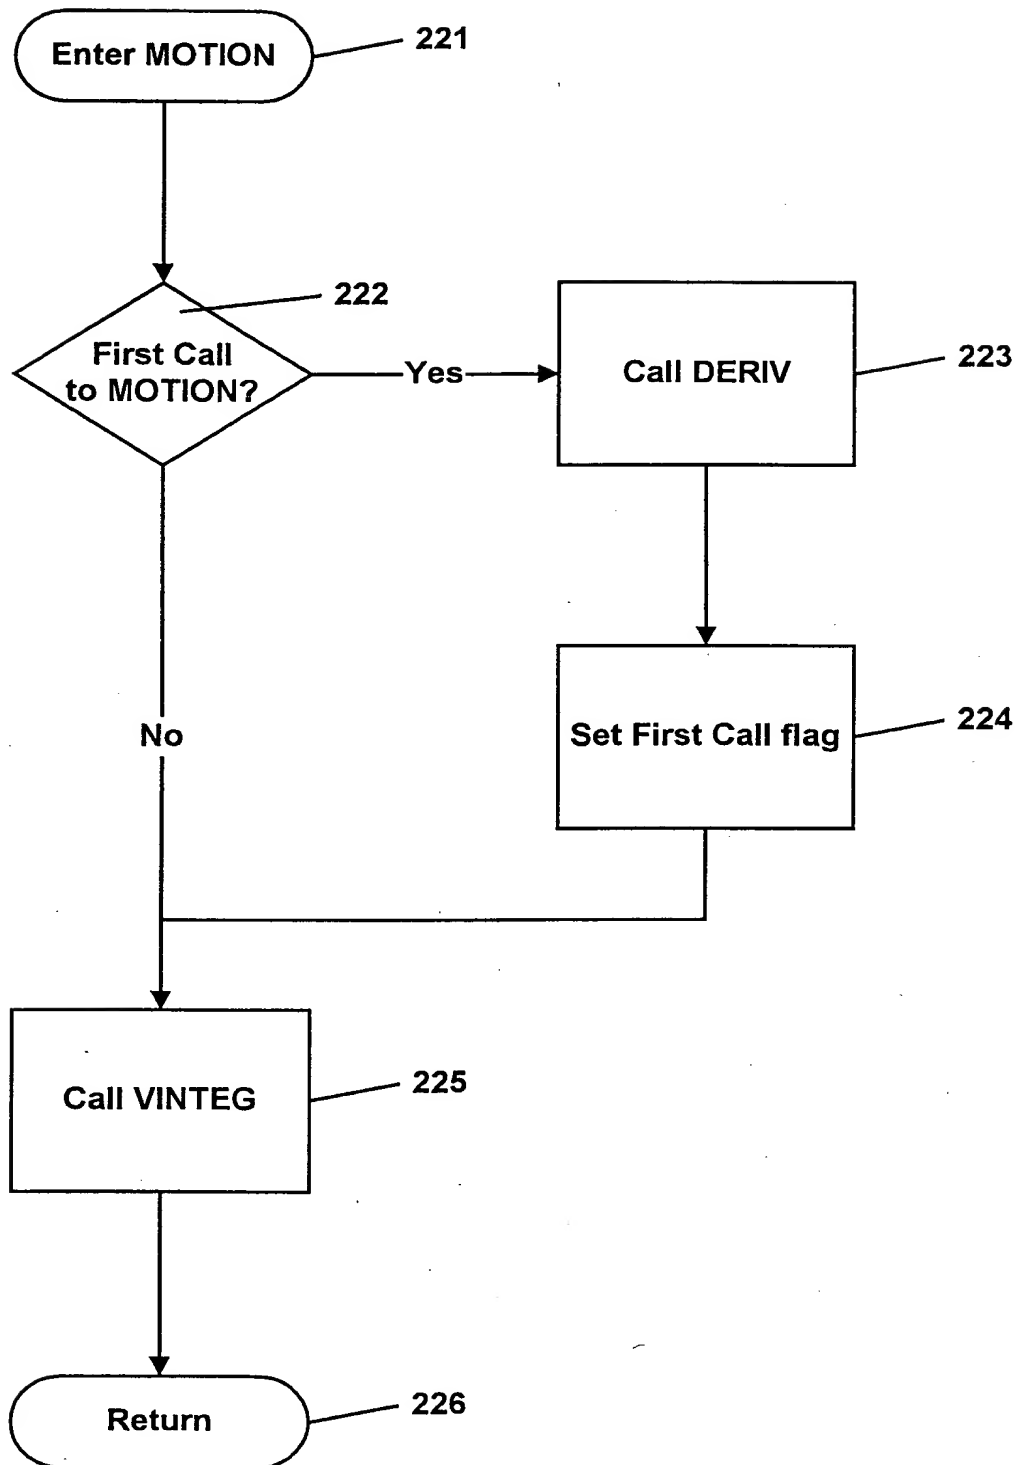 Enter MOTION
221
222
First Call
to MOTION?
Yes
Call DERIV
223
Set First Call flag
224
No
Call VINTEG
225
Return
226